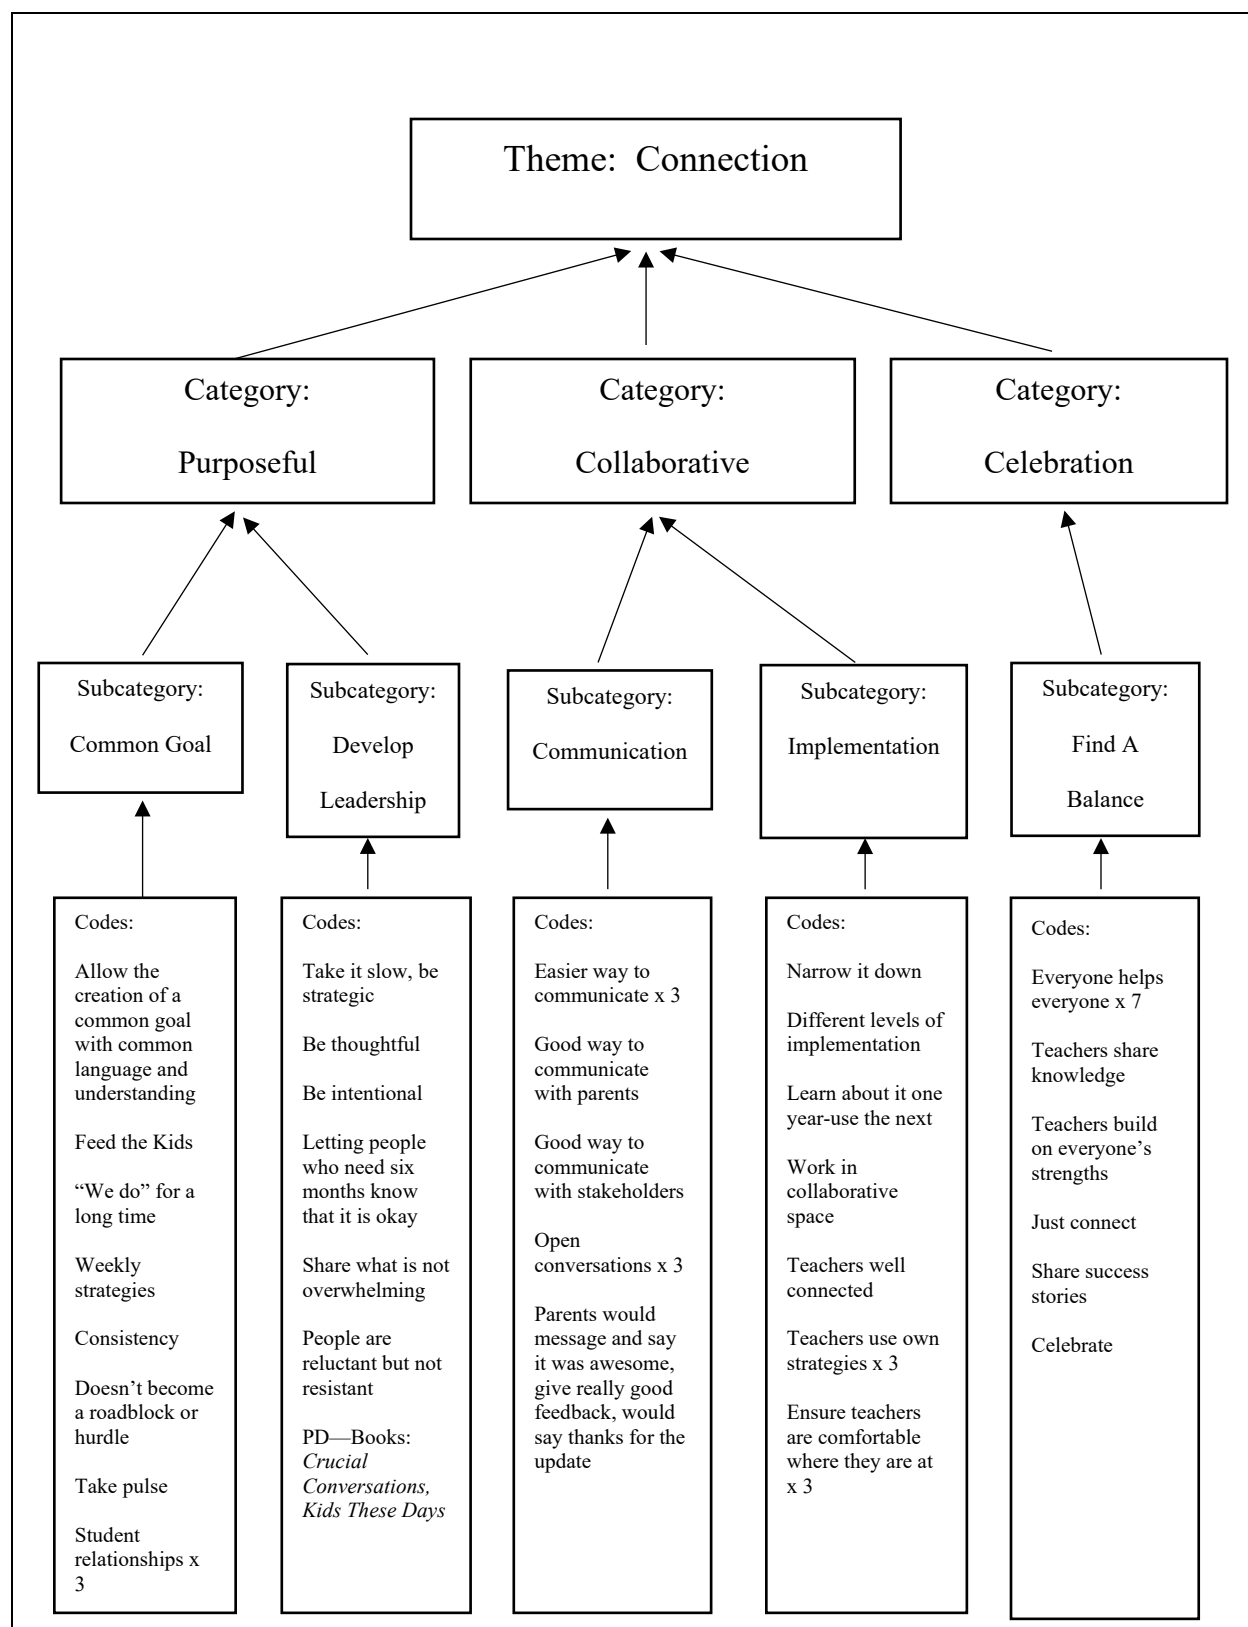 Theme: Connection
Category:
Purposeful
Category:
Collaborative
Category:
Celebration
Subcategory:
Common Goal
Subcategory:
Develop
Leadership
Subcategory:
Communication
Subcategory:
Implementation
Subcategory:
Find A
Balance
Codes:
Allow the
creation of a
common goal
with common
language and
understanding
Feed the Kids
“We do” for a
long time
Weekly
strategies
Consistency
Doesn’t become
a roadblock or
hurdle
Take pulse
Student
relationships x
3
Codes:
Take it slow, be
strategic
Be thoughtful
Be intentional
Letting people
who need six
months know
that it is okay
Share what is not
overwhelming
People are
reluctant but not
resistant
PD—Books:
Crucial
Conversations,
Kids These Days
Codes:
Easier way to
communicate x 3
Good way to
communicate
with parents
Good way to
communicate
with stakeholders
Open
conversations x 3
Parents would
message and say
it was awesome,
give really good
feedback, would
say thanks for the
update
Codes:
Narrow it down
Different levels of
implementation
Learn about it one
year-use the next
Work in
collaborative
space
Teachers well
connected
Teachers use own
strategies x 3
Ensure teachers
are comfortable
where they are at
x 3
Codes:
Everyone helps
everyone x 7
Teachers share
knowledge
Teachers build
on everyone’s
strengths
Just connect
Share success
stories
Celebrate